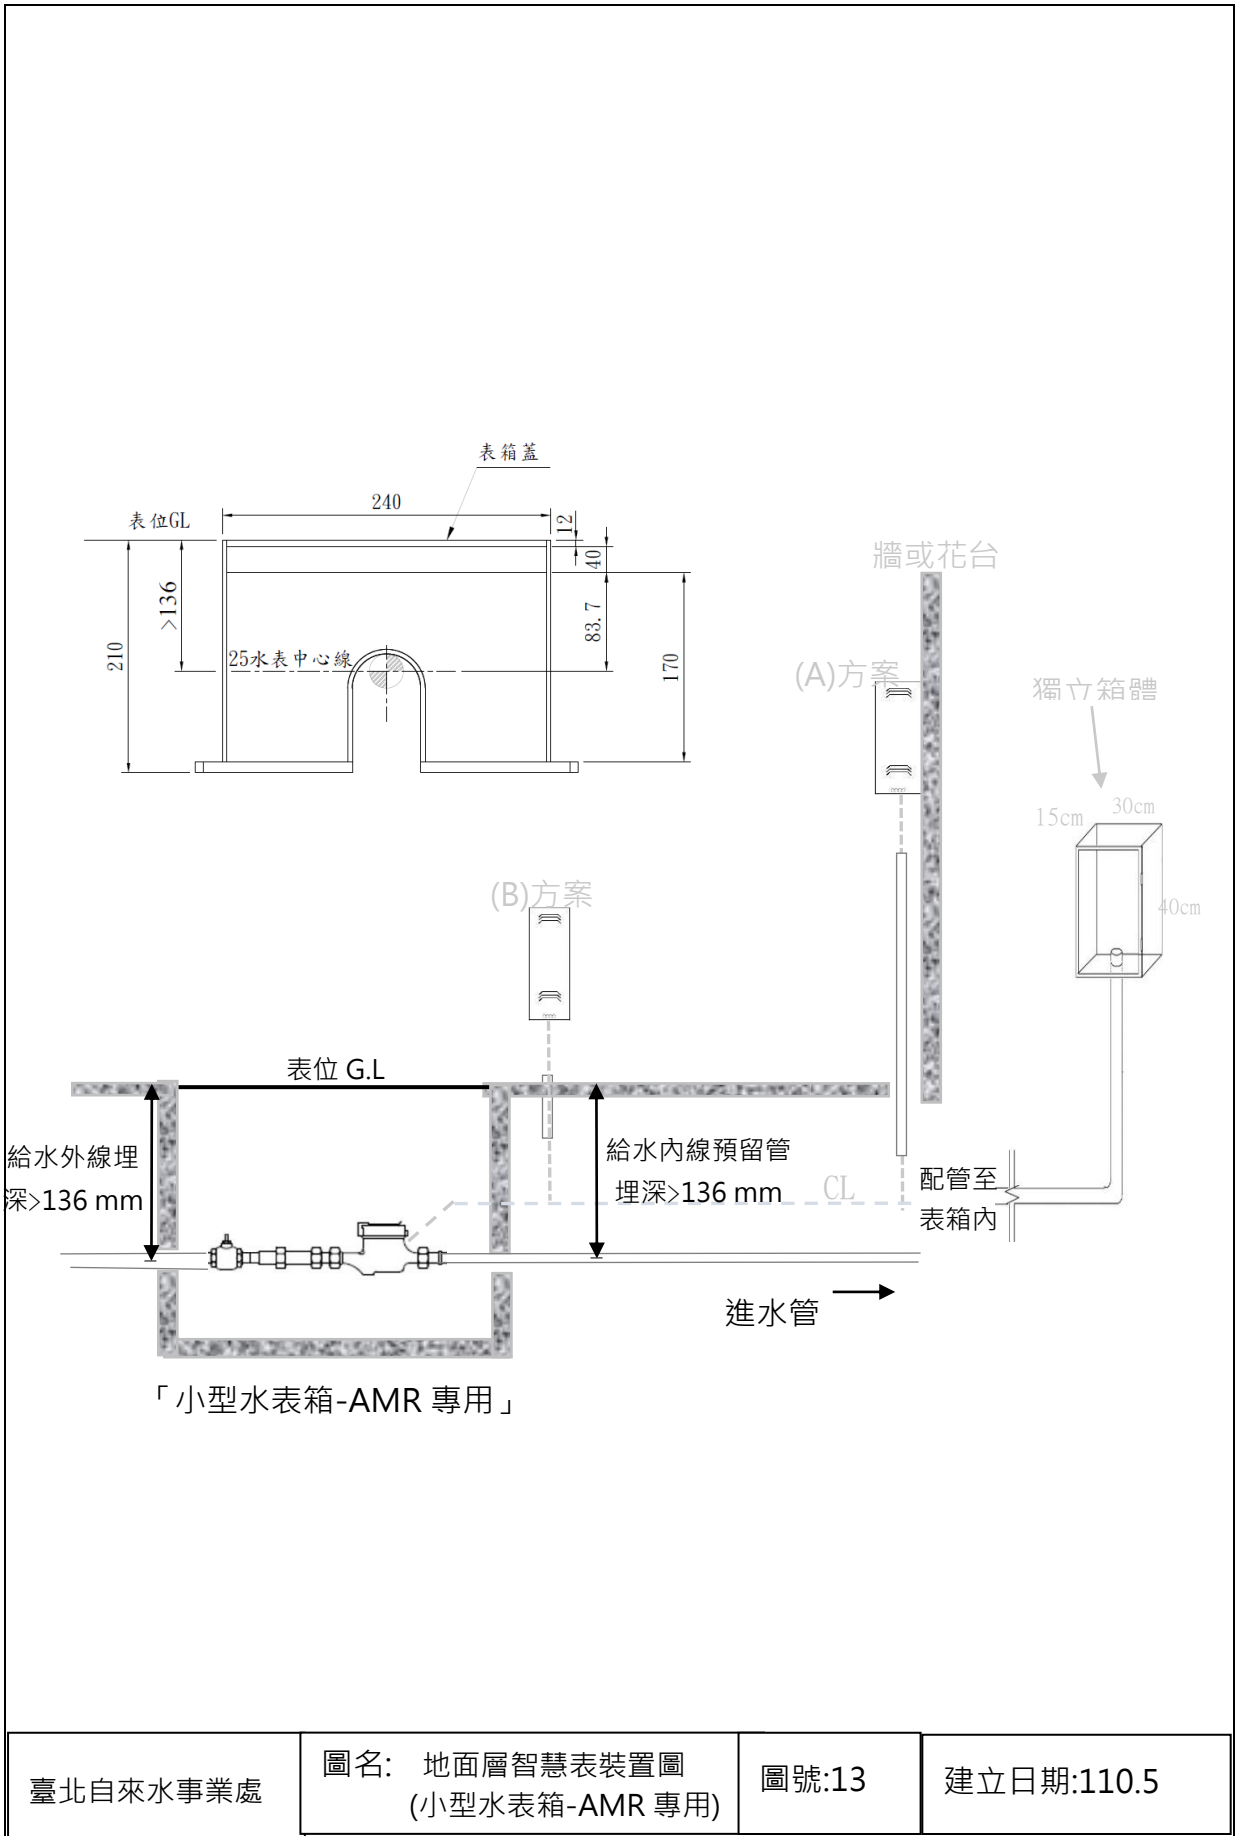 表箱蓋
240
表位GL
12
40
>136
83.7
210
25水表中心線
170
牆或花台
(A)方案
獨立箱體
15cm
30cm
40cm
(B)方案
表位 G.L
給水外線埋
深>136 mm
給水內線預留管
埋深>136 mm
CL
配管至
表箱內
進水管
「小型水表箱-AMR 專用」
臺北自來水事業處
圖名: 地面層智慧表裝置圖
(小型水表箱-AMR 專用)
圖號:13
建立日期:110.5